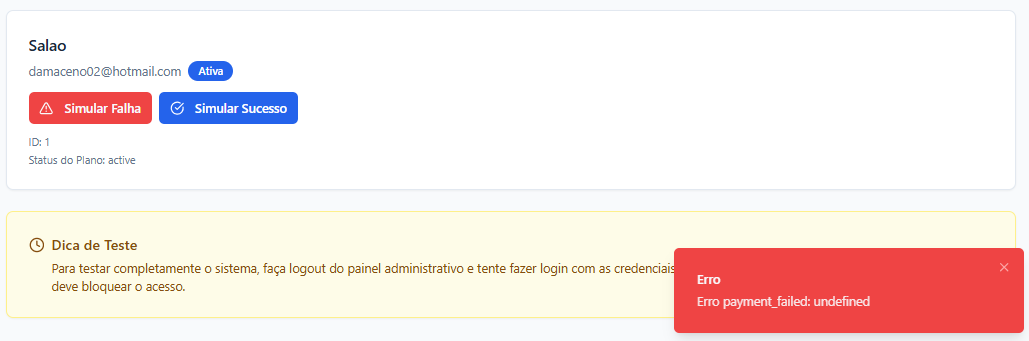 Salao
damaceno02@hotmail.com Ativa
Simular Falha Simular Sucesso
ID: 1
Status do Plano: active
Dica de Teste
Para testar completamente o sistema, faça logout do painel administrativo e tente fazer login com as credenciais
deve bloquear o acesso.
Erro
Erro payment_failed: undefined